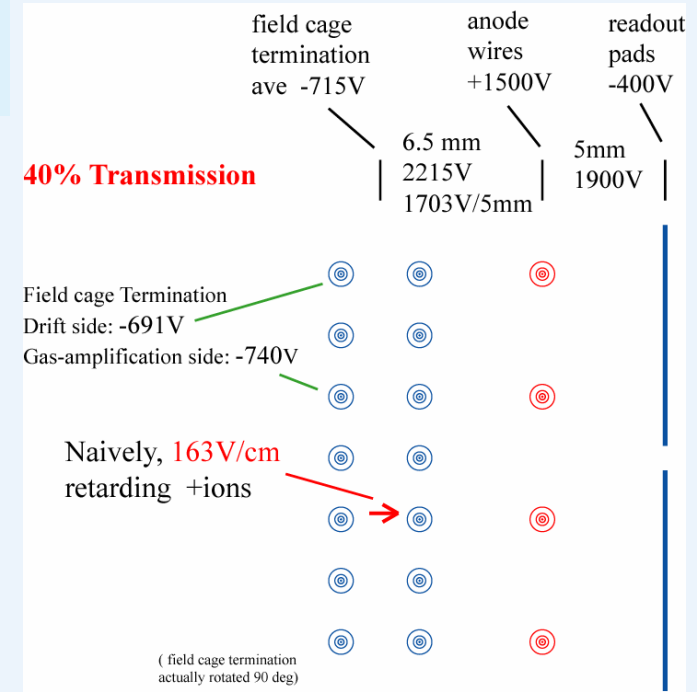 field cage
termination
ave -715V
anode
wires
+1500V
readout
pads
-400V
40% Transmission
6.5 mm
2215V
1703V/5mm
5mm
1900V
Field cage Termination
Drift side: -691V
Gas-amplification side: -740V
Naively, 163V/cm
retarding +ions
( field cage termination
actually rotated 90 deg)